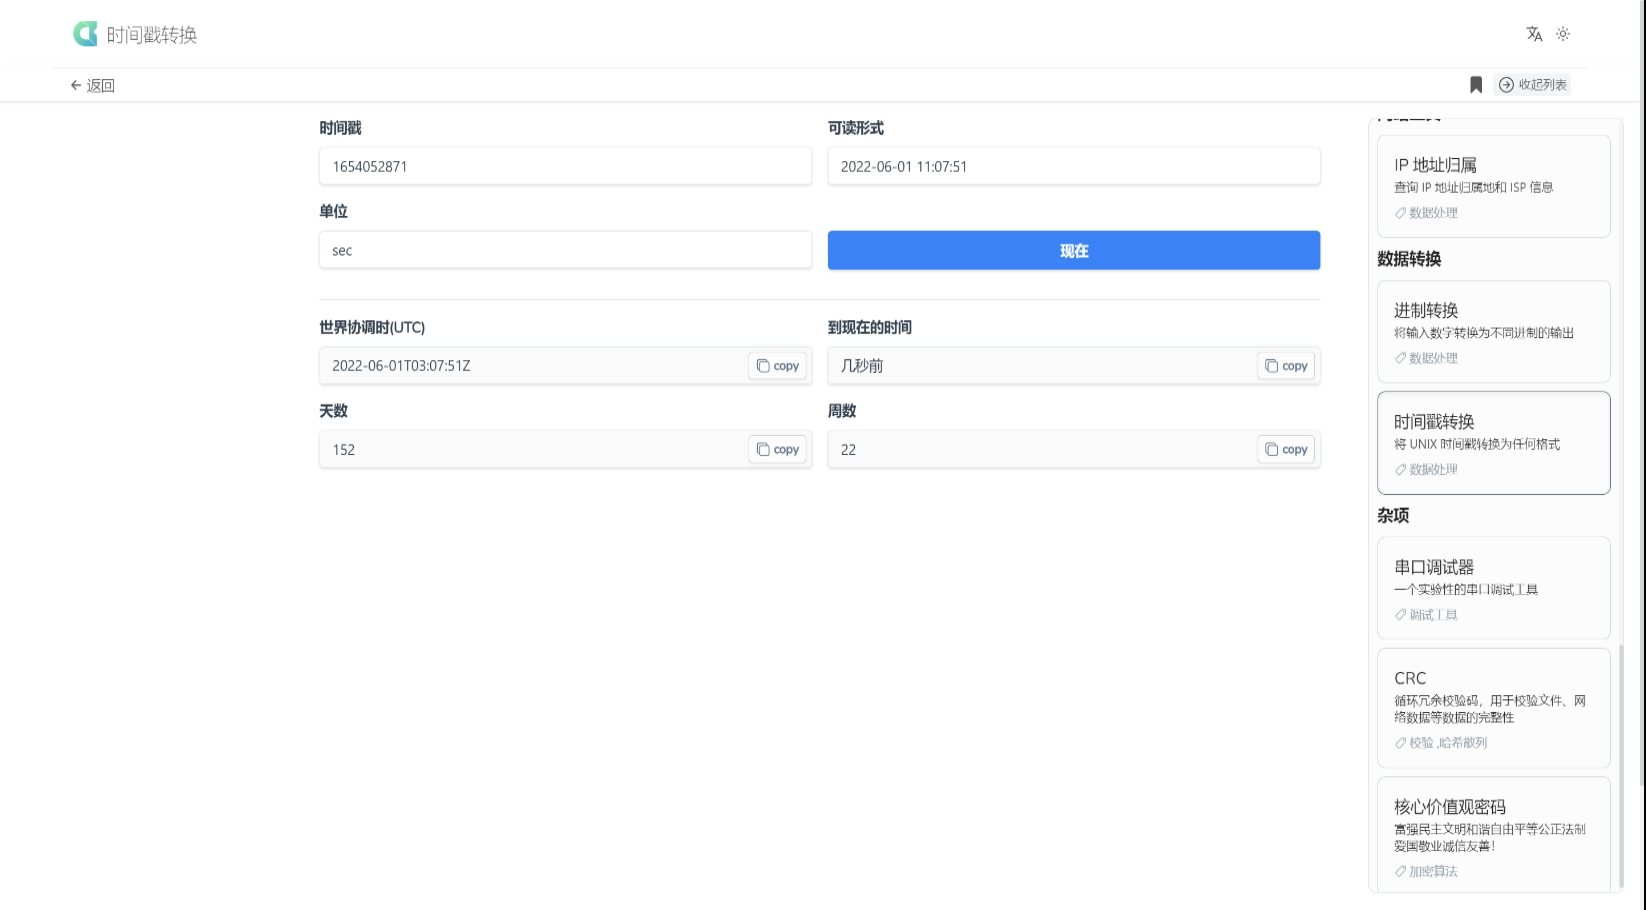 时间戳转换
← 返回
收起列表
时间戳
可读形式
1654052871
2022-06-01 11:07:51
单位
sec
现在
世界协调时(UTC)
到现在的时间
2022-06-01T03:07:51Z
copy
几秒前
copy
天数
周数
152
copy
22
copy
IP 地址归属
查询 IP 地址归属地和 ISP 信息
数据处理
数据转换
进制转换
将输入数字转换为不同进制的输出
数据处理
时间戳转换
将 UNIX 时间戳转换为任何格式
数据处理
杂项
串口调试器
一个实验性的串口调试工具
调试工具
CRC
循环冗余校验码，用于校验文件、网
络数据等数据的完整性
校验 ,哈希散列
核心价值观密码
富强民主文明和谐自由平等公正法制
爱国敬业诚信友善！
加密算法